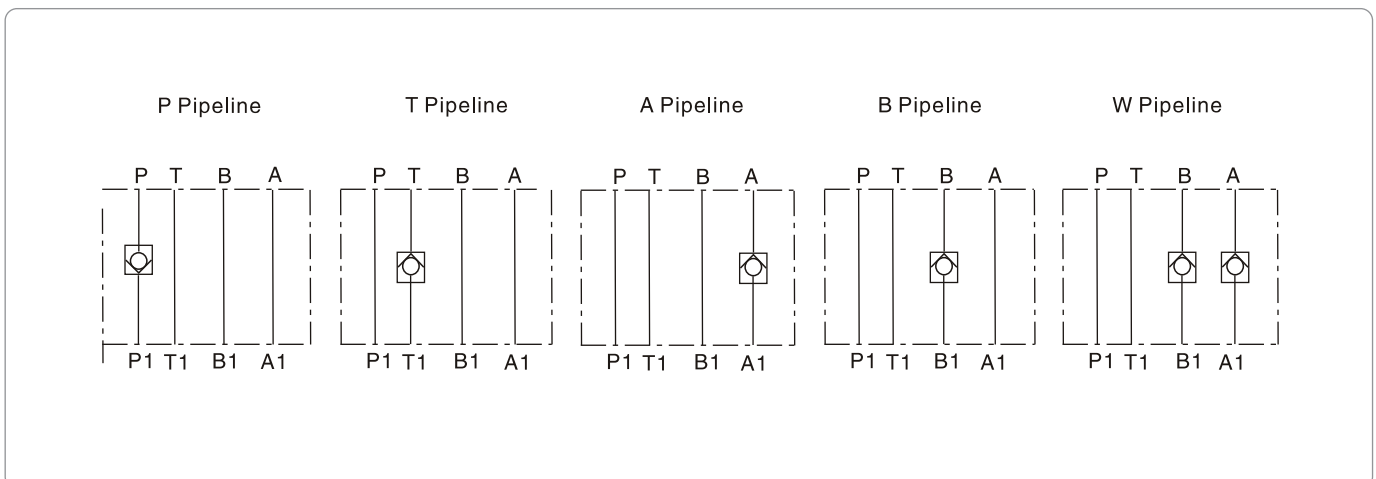 P Pipeline T Pipeline A Pipeline B Pipeline W Pipeline
P T B A P T B A P T B A P T B A P T B A
P1 T1 B1 A1 P1 T1 B1 A1 P1 T1 B1 A1 P1 T1 B1 A1 P1 T1 B1 A1